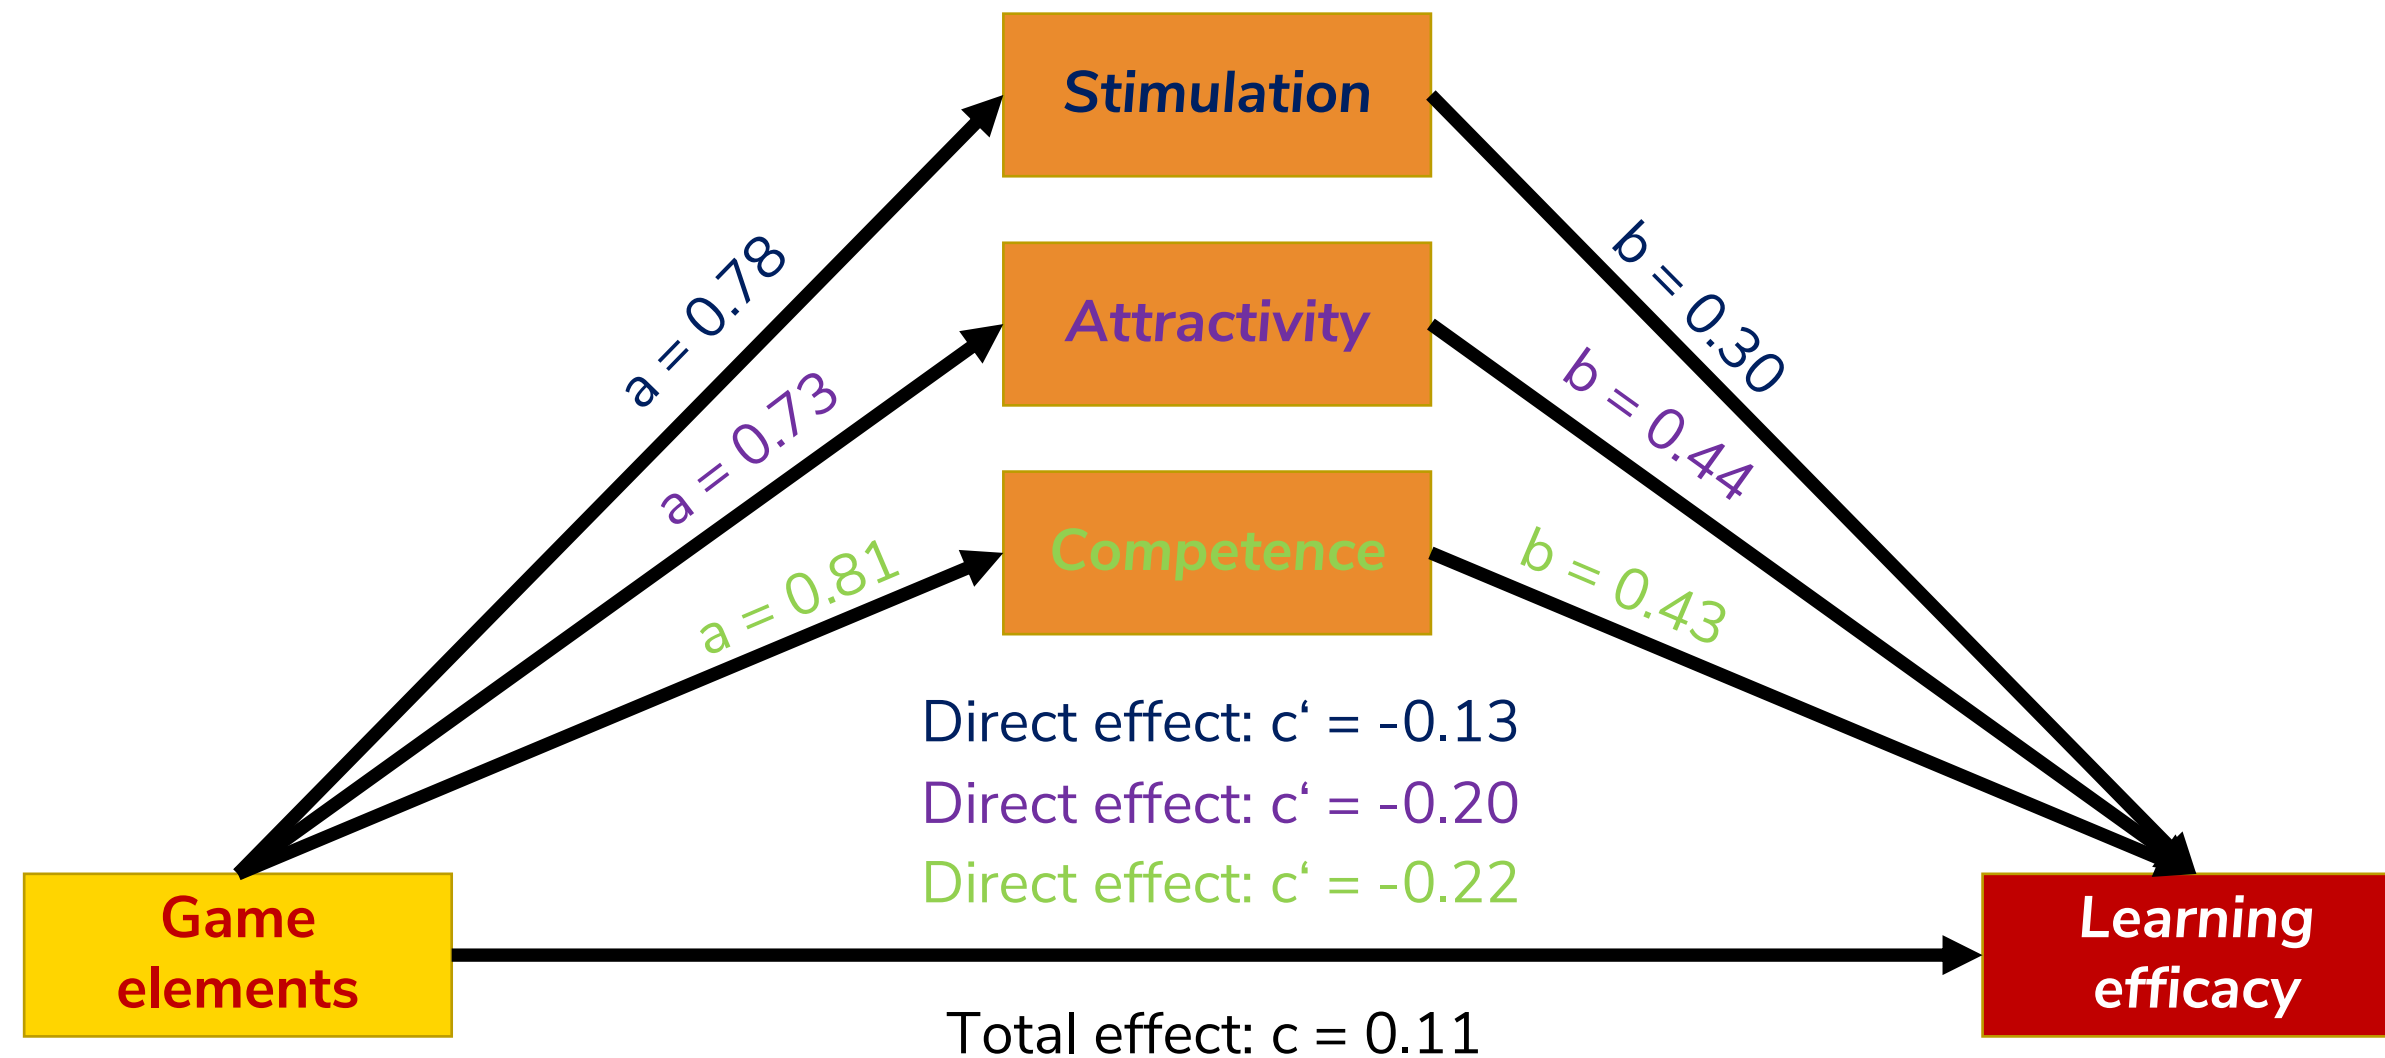 Stimulation
a = 0.78
b = 0.30
Attractivity
a = 0.73
b = 0.44
Competence
a = 0.81
b = 0.43
Direct effect: c‘ = -0.13
Direct effect: c‘ = -0.20
Direct effect: c‘ = -0.22
Game
elements
Learning
efficacy
Total effect: c = 0.11